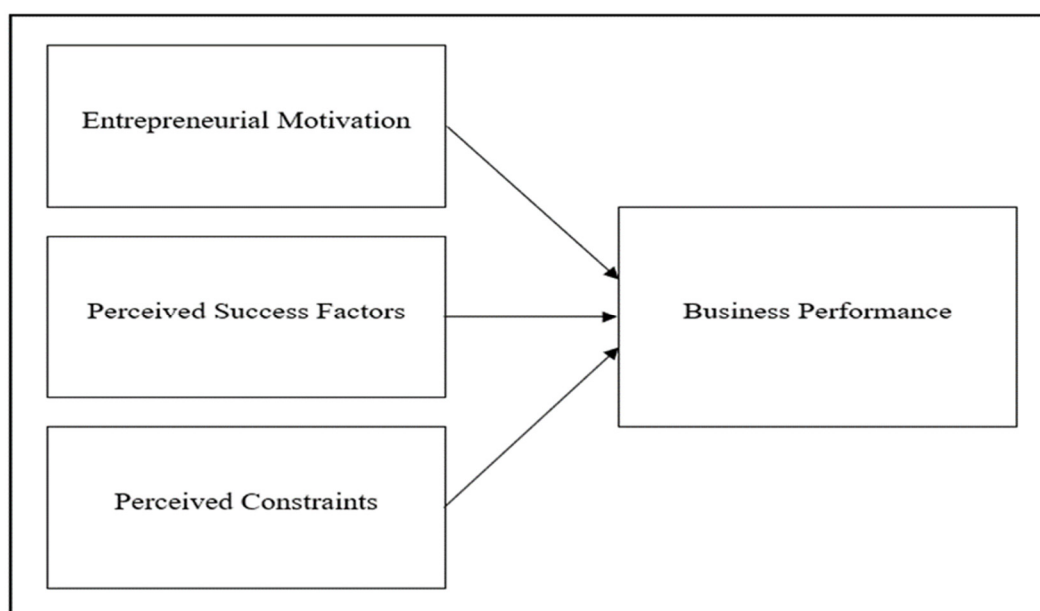 Entrepreneurial Motivation
Perceived Success Factors
Business Performance
Perceived Constraints